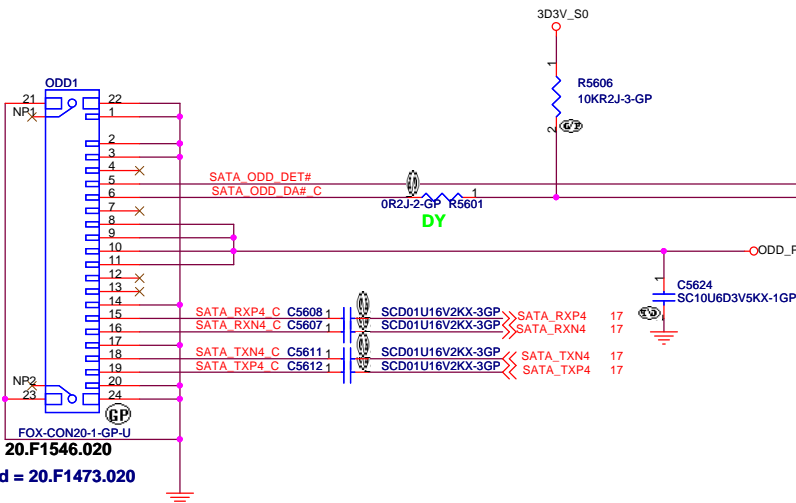 3D3V_S0
1
R5606
10KR2J-3-GP
2
ODD1
21
22
NP1
1
2
3
4
5
SATA_ODD_DET#
6
SATA_ODD_DA#_C
0R2J-2-GP
R5601
1
DY
7
8
9
10
11
12
13
14
ODD_P
1
C5624
SC10U6D3V5KX-1GP
15
SATA_RXP4_C
C5608
1
SCD01U16V2KX-3GP
SATA_RXP4
17
16
SATA_RXN4_C
C5607
1
SCD01U16V2KX-3GP
SATA_RXN4
17
17
18
SATA_TXN4_C
C5611
1
SCD01U16V2KX-3GP
SATA_TXN4
17
19
SATA_TXP4_C
C5612
1
SCD01U16V2KX-3GP
SATA_TXP4
17
NP2
20
23
24
GP
FOX-CON20-1-GP-U
20.F1546.020
d = 20.F1473.020